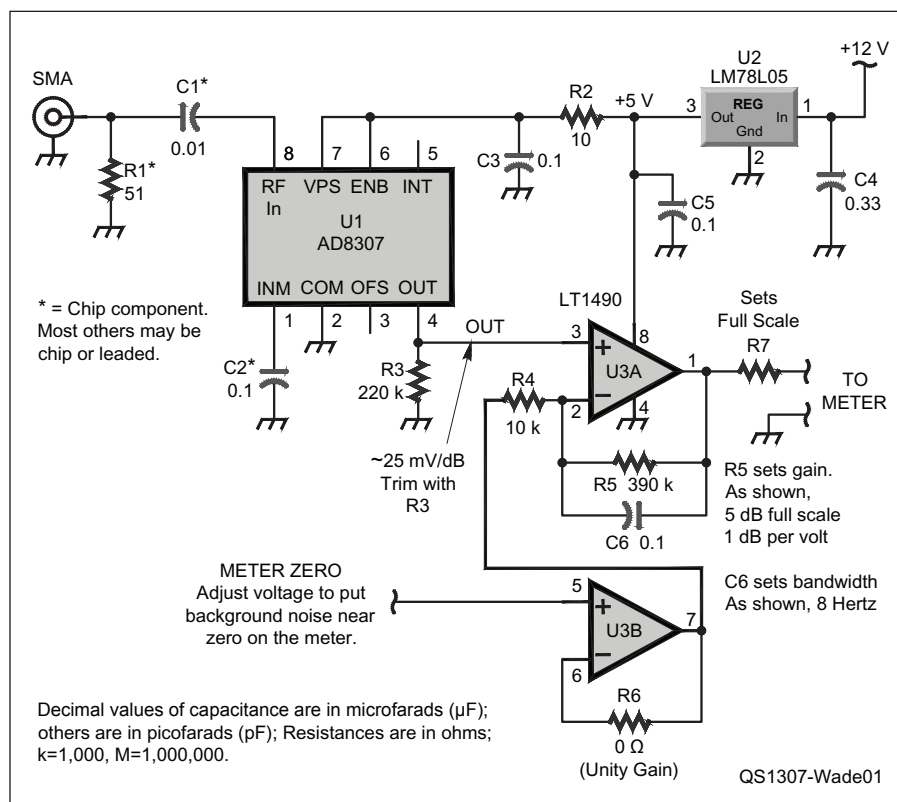 SMA
C1*
0.01
R1*
51
8 7 6 5
RF VPS ENB INT
In
U1
AD8307
INM COM OFS OUT
1 2 3 4
C2*
0.1
* = Chip component.
Most others may be
chip or leaded.
R2
10
C3
0.1
+5 V
3
U2
LM78L05
REG
Out In
Gnd
1
2
+12 V
C4
0.33
C5
0.1
OUT
R3
220 k
~25 mV/dB
Trim with
R3
LT1490
3
+
8
U3A
1
2
−
4
R4
10 k
R5 390 k
C6 0.1
Sets
Full Scale
R7
TO
METER
R5 sets gain.
As shown,
5 dB full scale
1 dB per volt
C6 sets bandwidth
As shown, 8 Hertz
METER ZERO
Adjust voltage to put
background noise near
zero on the meter.
5
+
U3B
7
−
6
R6
0 Ω
(Unity Gain)
Decimal values of capacitance are in microfarads (µF);
others are in picofarads (pF); Resistances are in ohms;
k=1,000, M=1,000,000.
QS1307-Wade01